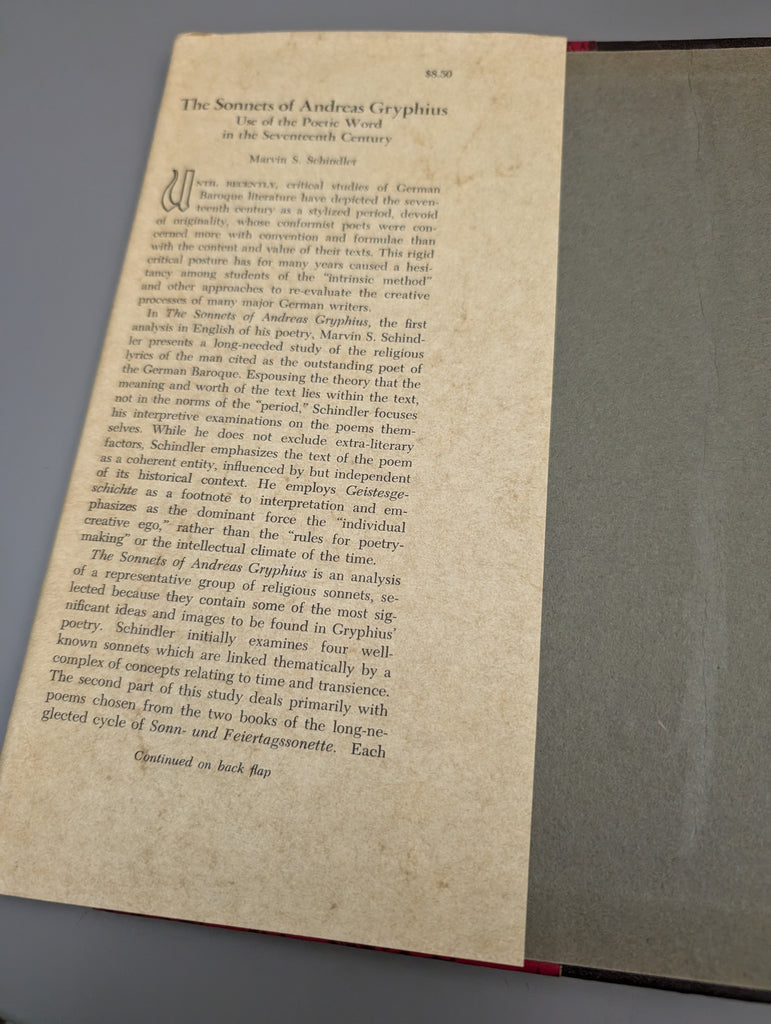 $8.50
The Sonnets of Andreas Gryphius
Use of the Poetic Word
in the Seventeenth Century
Marvin S. Schindler
UNTIL RECENTLY, critical studies of German
Baroque literature have depicted the seven-
teenth century as a stylized period, devoid
of originality, whose conformist poets were con-
cerned more with convention and formulae than
with the content and value of their texts. This rigid
critical posture has for many years caused a hesi-
tancy among students of the "intrinsic method"
and other approaches to re-evaluate the creative
processes of many major German writers.
In The Sonnets of Andreas Gryphius, the first
analysis in English of his poetry, Marvin S. Schind-
ler presents a long-needed study of the religious
lyrics of the man cited as the outstanding poet of
the German Baroque. Espousing the theory that the
meaning and worth of the text lies within the text,
not in the norms of the "period," Schindler focuses
his interpretive examinations on the poems them-
selves. While he does not exclude extra-literary
factors, Schindler emphasizes the text of the poem
as a coherent entity, influenced by but independent
of its historical context. He employs Geistesge-
schichte as a footnote to interpretation and em-
phasizes as the dominant force the "individual
creative ego," rather than the "rules for poetry-
making" or the intellectual climate of the time.
The Sonnets of Andreas Gryphius is an analysis
of a representative group of religious sonnets, se-
lected because they contain some of the most sig-
nificant ideas and images to be found in Gryphius'
poetry. Schindler initially examines four well-
known sonnets which are linked thematically by a
complex of concepts relating to time and transience.
The second part of this study deals primarily with
poems chosen from the two books of the long-ne-
glected cycle of Sonn- und Feiertagssonette. Each
Continued on back flap